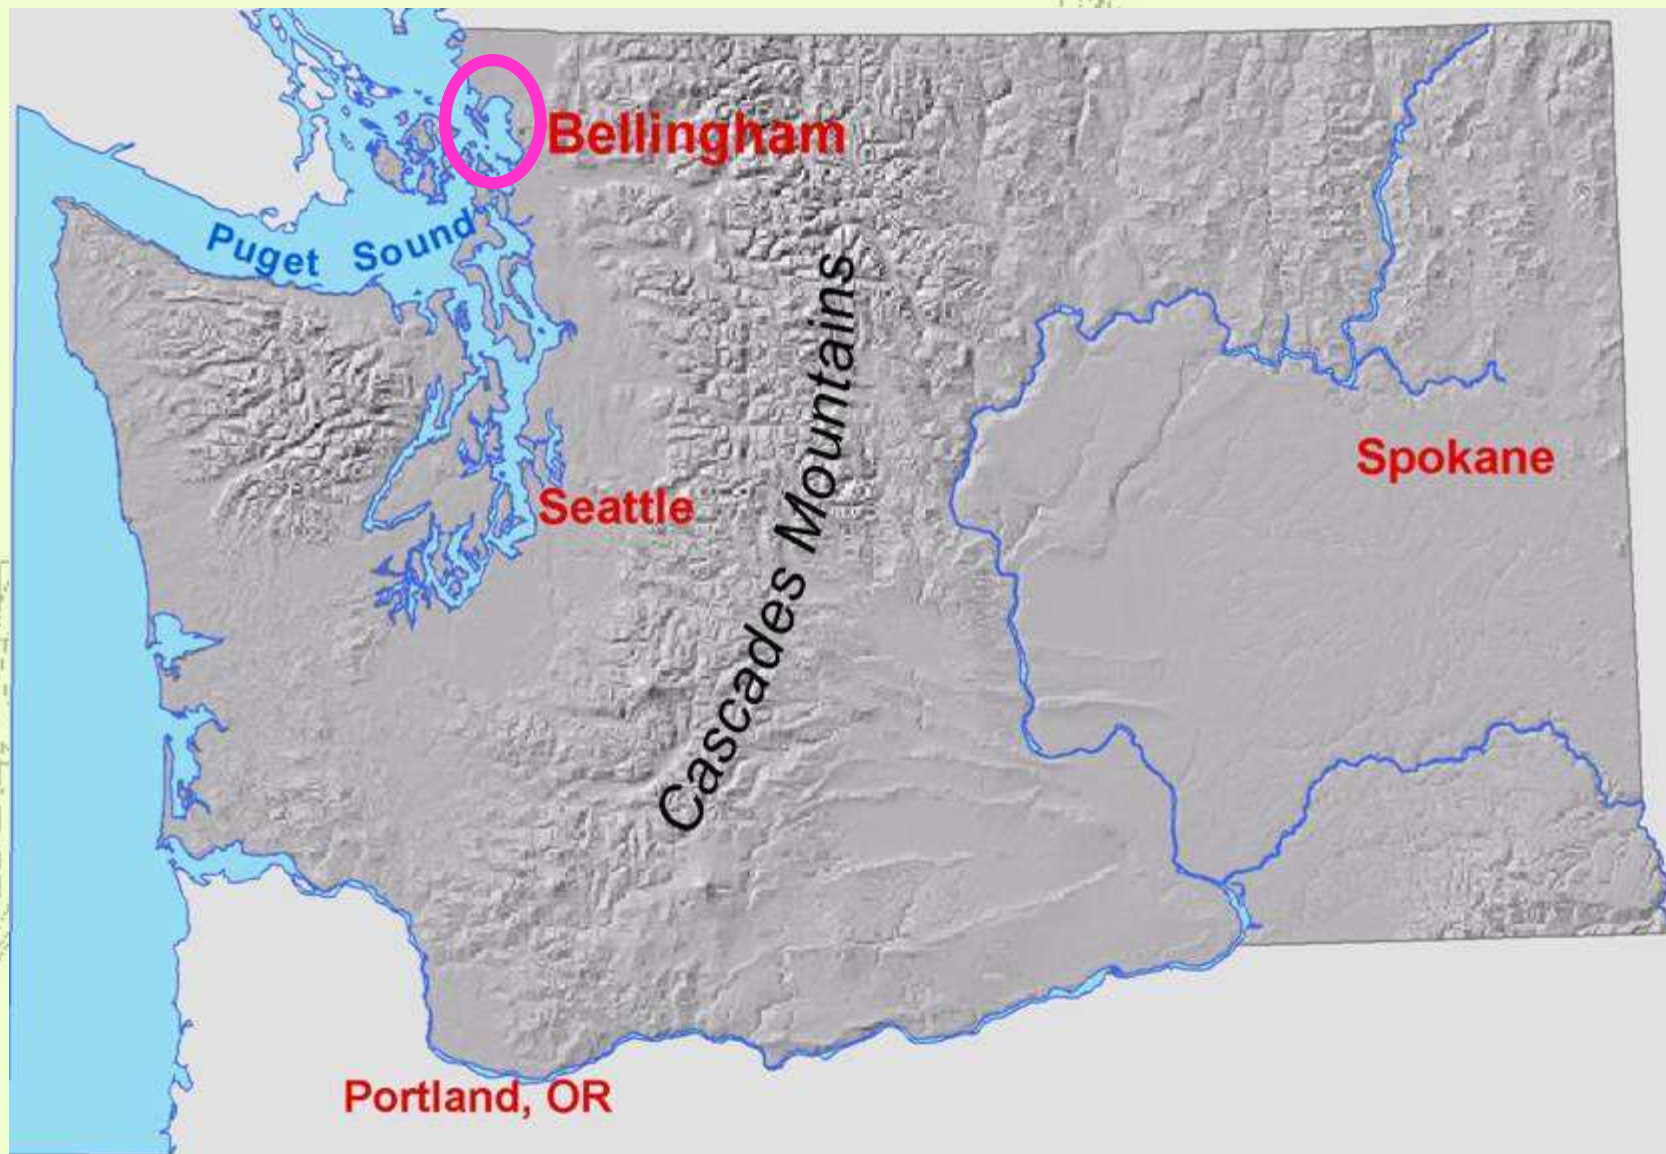 Bellingham
Puget Sound
Cascades Mountains
Spokane
Seattle
Portland, OR